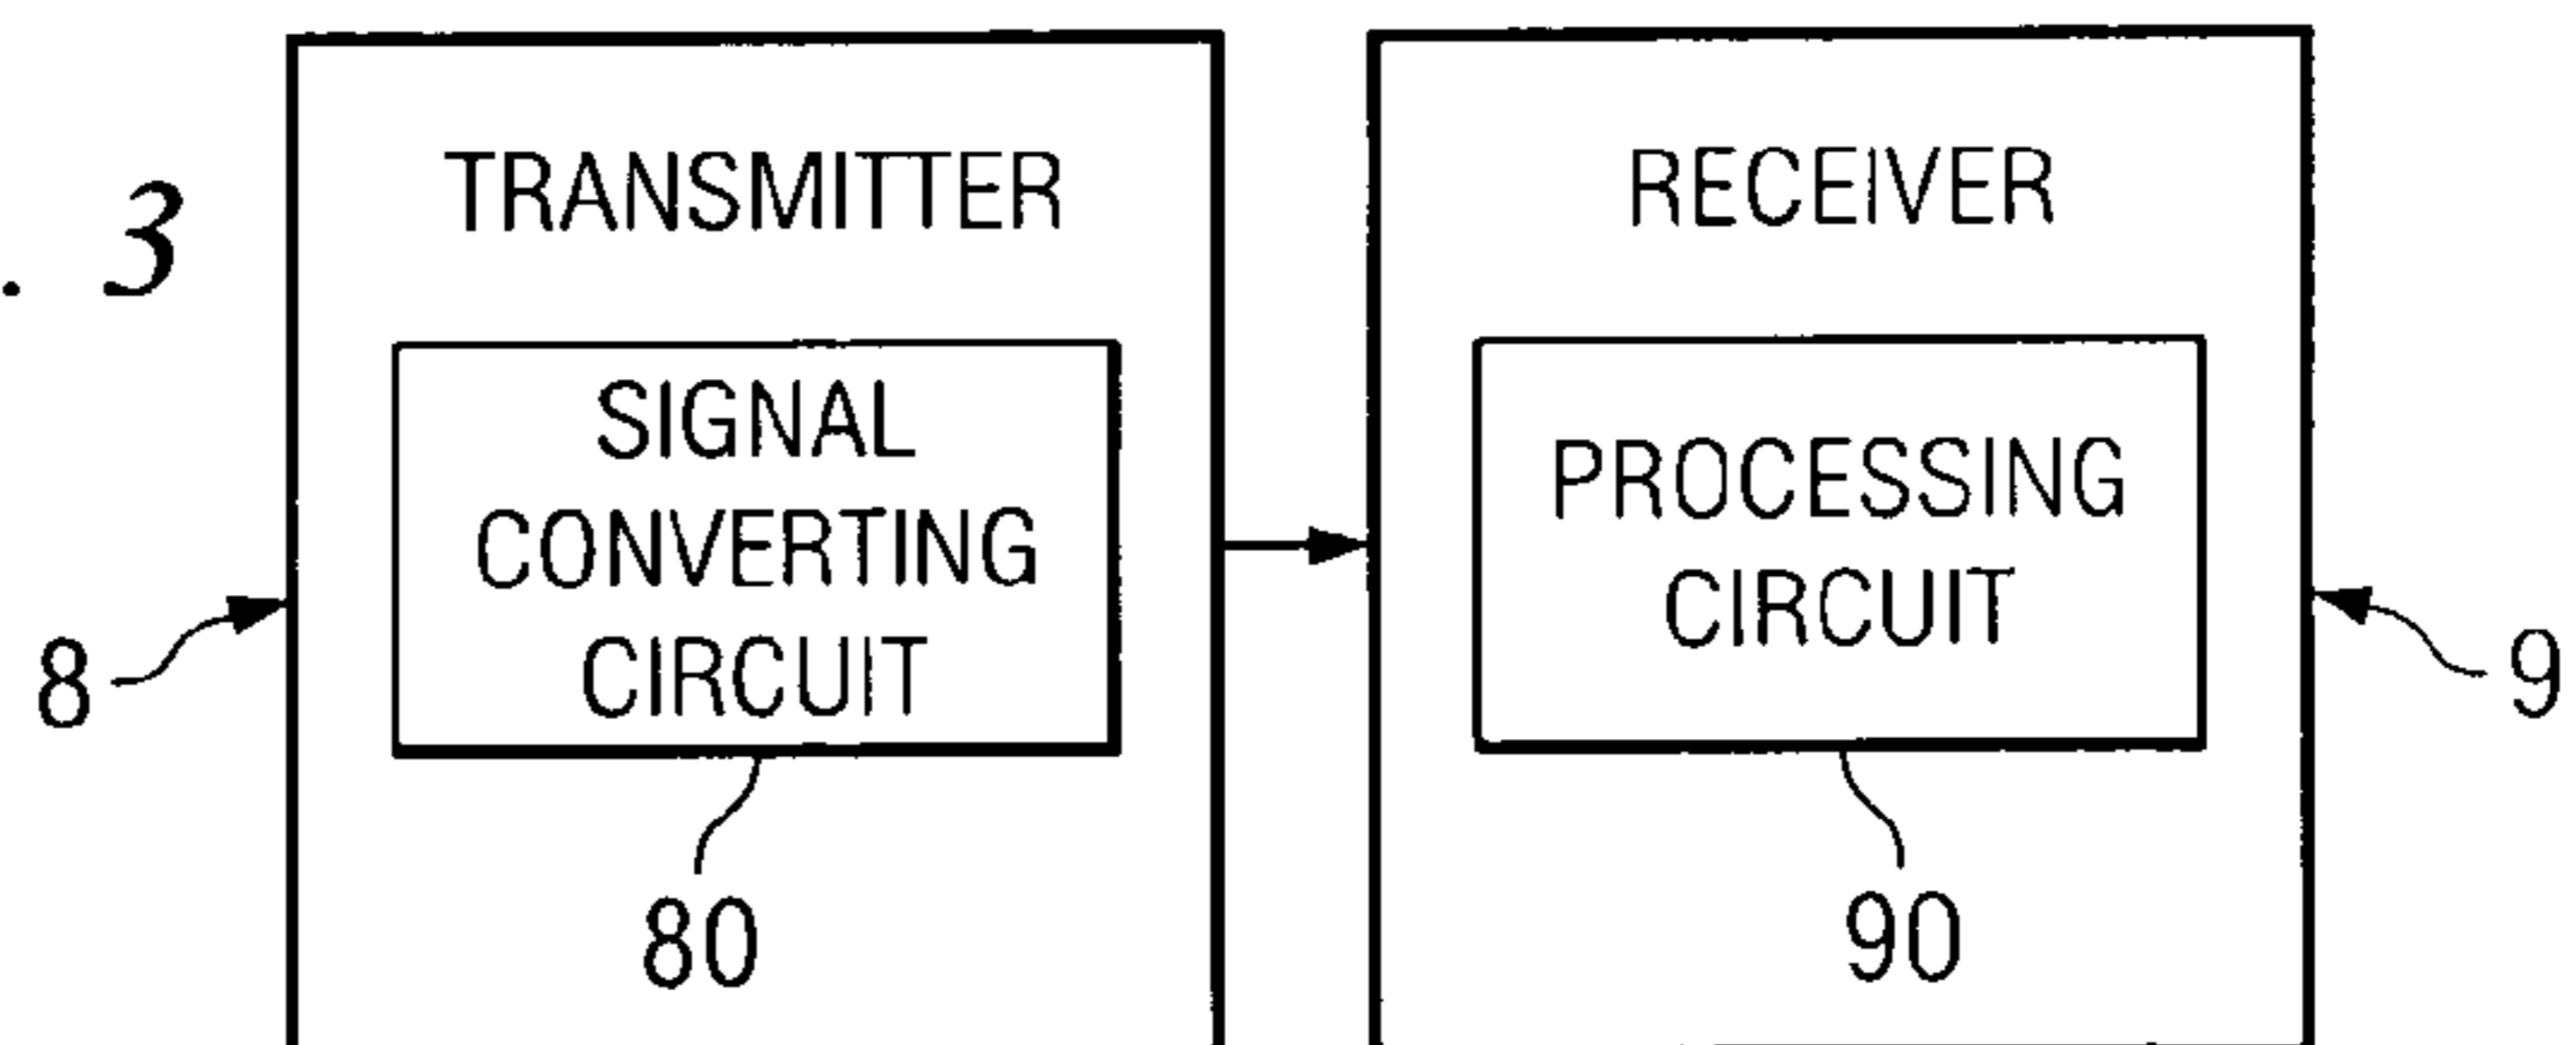 . 3
TRANSMITTER
SIGNAL
CONVERTING
CIRCUIT
8
80
RECEIVER
PROCESSING
CIRCUIT
9
90